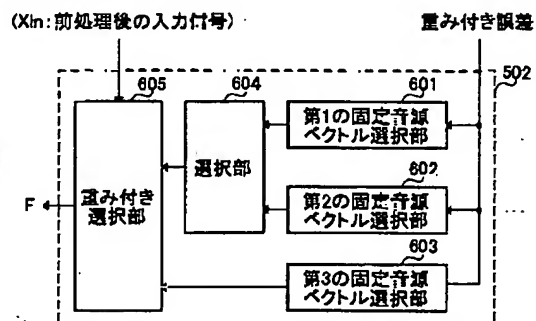 (Xin:前処理後の入力信号)
重み付き誤差
502
605
604
601
第1の固定音源
ベクトル選択部
選択部
602
第2の固定音源
ベクトル選択部
F
重み付き
選択部
603
第3の固定音源
ベクトル選択部